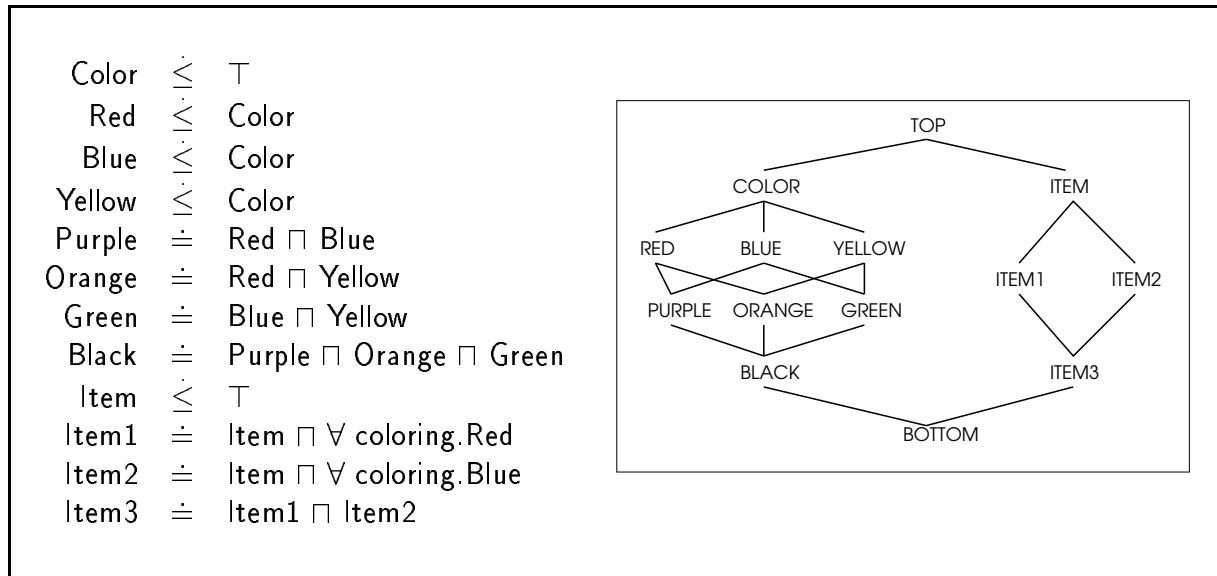 Color ⩽̇ ⊤
Red ⩽̇ Color
Blue ⩽̇ Color
Yellow ⩽̇ Color
Purple ≐ Red ⊓ Blue
Orange ≐ Red ⊓ Yellow
Green ≐ Blue ⊓ Yellow
Black ≐ Purple ⊓ Orange ⊓ Green
Item ⩽̇ ⊤
Item1 ≐ Item ⊓ ∀ coloring.Red
Item2 ≐ Item ⊓ ∀ coloring.Blue
Item3 ≐ Item1 ⊓ Item2
TOP
COLOR ITEM
RED BLUE YELLOW
ITEM1 ITEM2
PURPLE ORANGE GREEN
BLACK ITEM3
BOTTOM